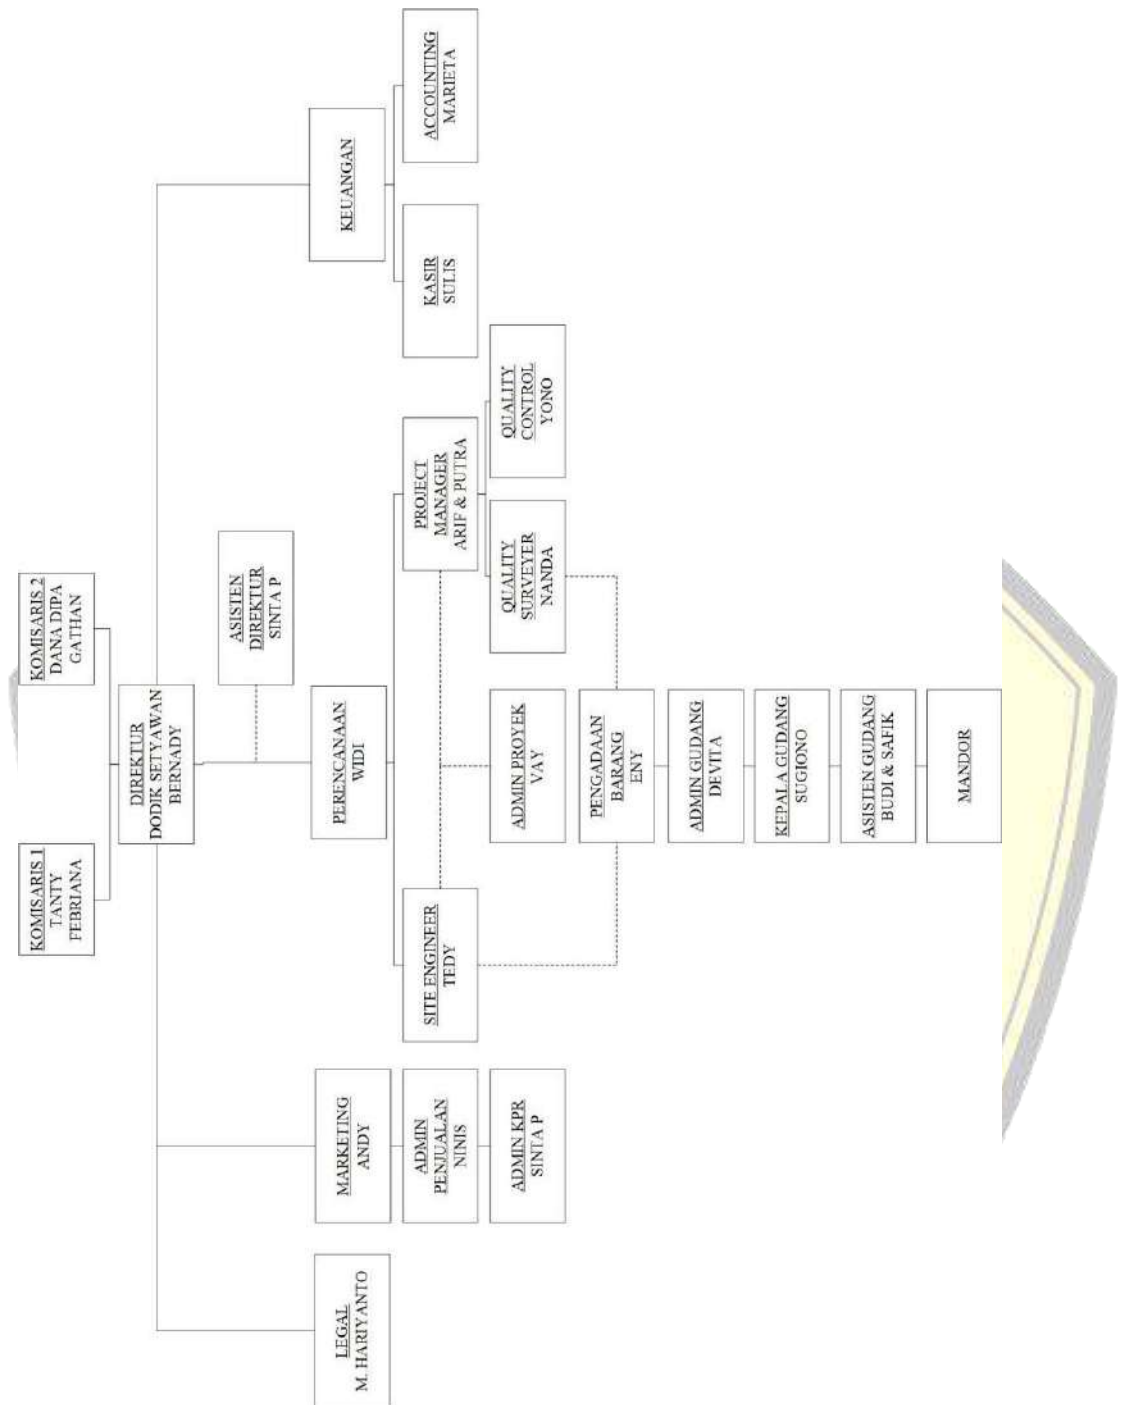 KOMISARIS 1
TANTY
FEBRIANA
KOMISARIS 2
DANA DIPA
GATHAN
DIREKTUR
DODIK SETYAWAN
BERNADY
ASISTEN
DIREKTUR
SINTA P
LEGAL
M. HARIYANTO
MARKETING
ANDY
PERENCANAAN
WIDI
KEUANGAN
ADMIN
PENJUALAN
NINIS
SITE ENGINEER
TEDY
PROJECT
MANAGER
ARIF & PUTRA
KASIR
SULIS
ACCOUNTING
MARIETA
ADMIN KPR
SINTA P
ADMIN PROYEK
VAY
QUALITY
SURVEYER
NANDA
QUALITY
CONTROL
YONO
PENGADAAN
BARANG
ENY
ADMIN GUDANG
DEVITA
KEPALA GUDANG
SUGIONO
ASISTEN GUDANG
BUDI & SAFIK
MANDOR